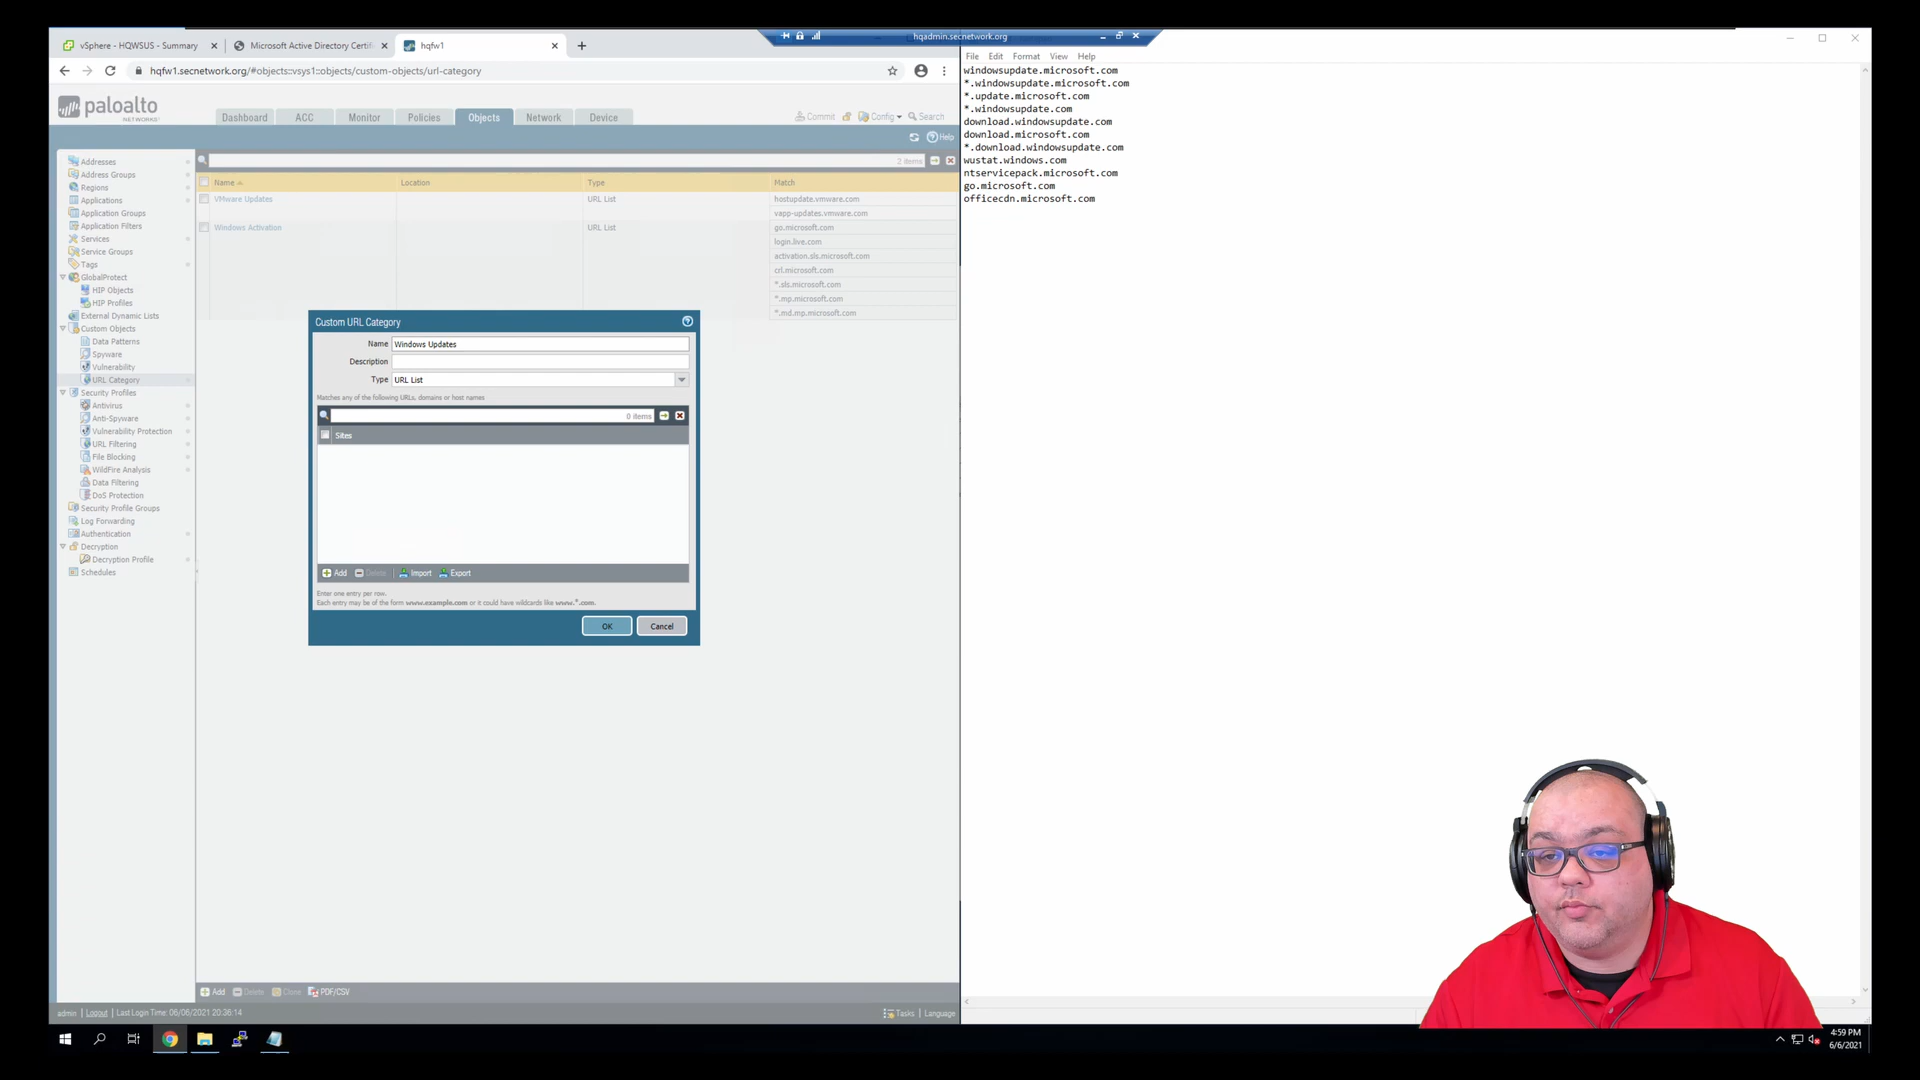 vSphere - HQWSUS - Summary
Microsoft Active Directory Certifi
hqfw1
hqadmin.secnetwork.org
hqfw1.secnetwork.org/#objects::vsys1::objects/custom-objects/url-category
paloalto
NETWORKS
Dashboard
ACC
Monitor
Policies
Objects
Network
Device
Commit
Config
Search
Help
Addresses
Address Groups
Regions
Applications
Application Groups
Application Filters
Services
Service Groups
Tags
GlobalProtect
HIP Objects
HIP Profiles
External Dynamic Lists
Custom Objects
Data Patterns
Spyware
Vulnerability
URL Category
Security Profiles
Antivirus
Anti-Spyware
Vulnerability Protection
URL Filtering
File Blocking
WildFire Analysis
Data Filtering
DoS Protection
Security Profile Groups
Log Forwarding
Authentication
Decryption
Decryption Profile
Schedules
2 items
Name
Location
Type
Match
VMware Updates
URL List
hostupdate.vmware.com
vapp-updates.vmware.com
Windows Activation
URL List
go.microsoft.com
login.live.com
activation.sls.microsoft.com
crl.microsoft.com
*.sls.microsoft.com
*.mp.microsoft.com
*.md.mp.microsoft.com
Custom URL Category
Name Windows Updates
Description
Type URL List
Matches any of the following URLs, domains or host names
0 items
Sites
Add
Delete
Import
Export
Enter one entry per row.
Each entry may be of the form www.example.com or it could have wildcards like www.*.com.
OK
Cancel
Add
Delete
Clone
PDF/CSV
admin | Logout | Last Login Time: 06/06/2021 20:36:14
Tasks | Language
File Edit Format View Help
windowsupdate.microsoft.com
*.windowsupdate.microsoft.com
*.update.microsoft.com
*.windowsupdate.com
download.windowsupdate.com
download.microsoft.com
*.download.windowsupdate.com
wustat.windows.com
ntservicepack.microsoft.com
go.microsoft.com
officecdn.microsoft.com
4:59 PM
6/6/2021